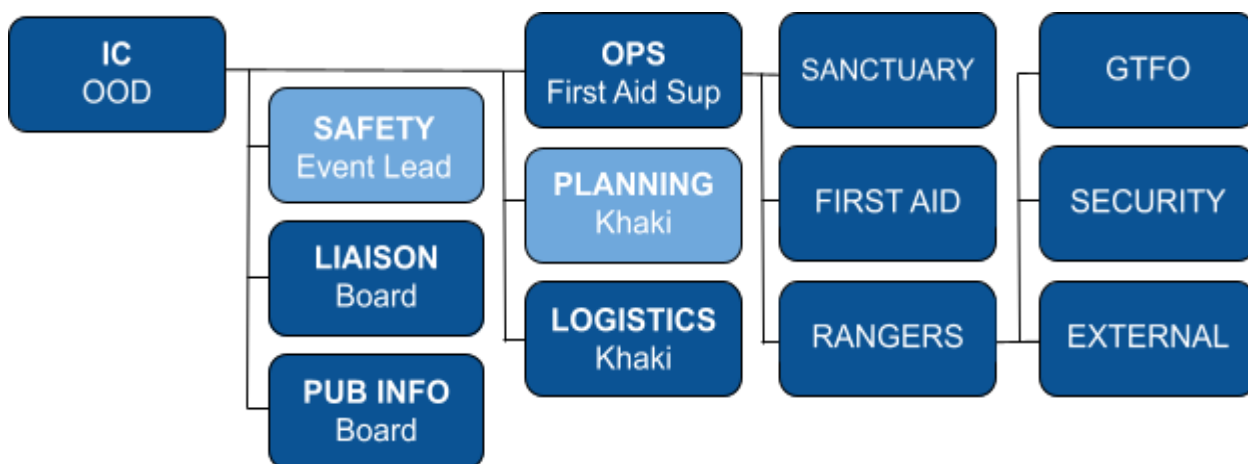 IC
OOD
SAFETY
Event Lead
LIAISON
Board
PUB INFO
Board
OPS
First Aid Sup
PLANNING
Khaki
LOGISTICS
Khaki
SANCTUARY
FIRST AID
RANGERS
GTFO
SECURITY
EXTERNAL